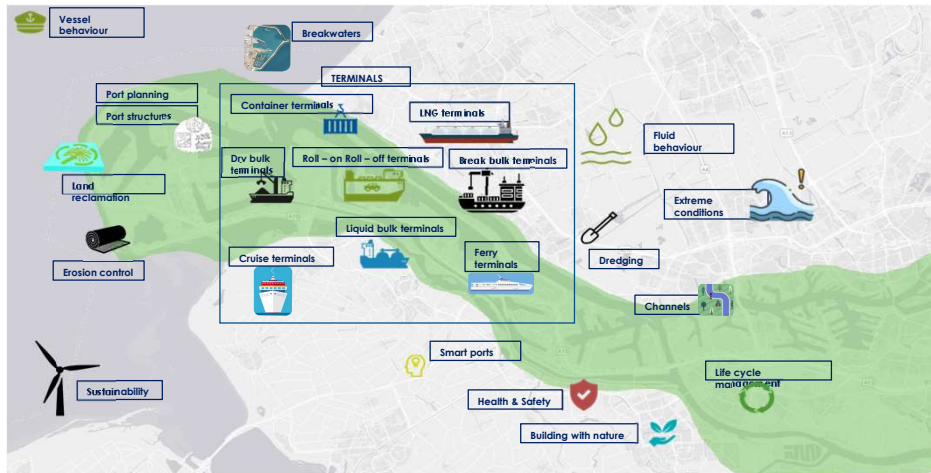 Vessel
behaviour
Breakwaters
TERMINALS
Port planning
Port structures
Container terminals
LNG terminals
Fluid
behaviour
Dry bulk
terminals
Roll – on Roll – off terminals
Break bulk terminals
Land
reclamation
Extreme
conditions
Liquid bulk terminals
Cruise terminals
Ferry
terminals
Dredging
Erosion control
Channels
Smart ports
Life cycle
management
Sustainability
Health & Safety
Building with nature